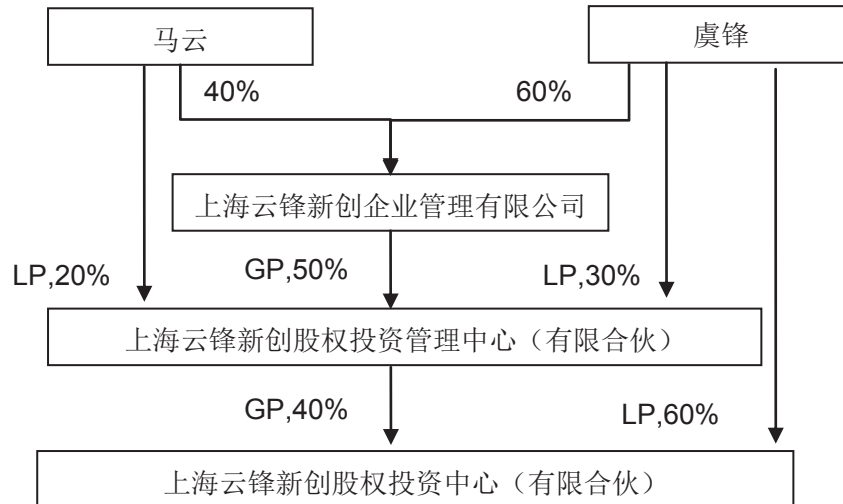 马云
虞锋
40%
60%
上海云锋新创企业管理有限公司
LP,20%
GP,50%
LP,30%
上海云锋新创股权投资管理中心（有限合伙）
GP,40%
LP,60%
上海云锋新创股权投资中心（有限合伙）